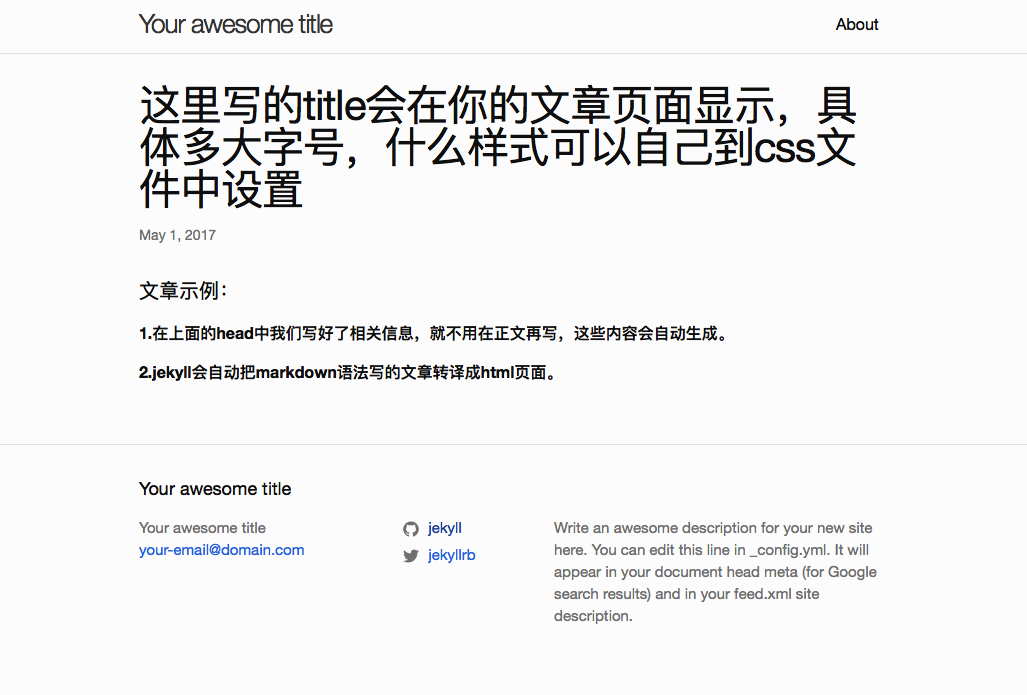 Your awesome title
About
这里写的title会在你的文章页面显示，具
体多大字号，什么样式可以自己到css文
件中设置
May 1, 2017
文章示例：
1.在上面的head中我们写好了相关信息，就不用在正文再写，这些内容会自动生成。
2.jekyll会自动把markdown语法写的文章转译成html页面。
Your awesome title
Your awesome title
your-email@domain.com
jekyll
jekyllrb
Write an awesome description for your new site
here. You can edit this line in _config.yml. It will
appear in your document head meta (for Google
search results) and in your feed.xml site
description.